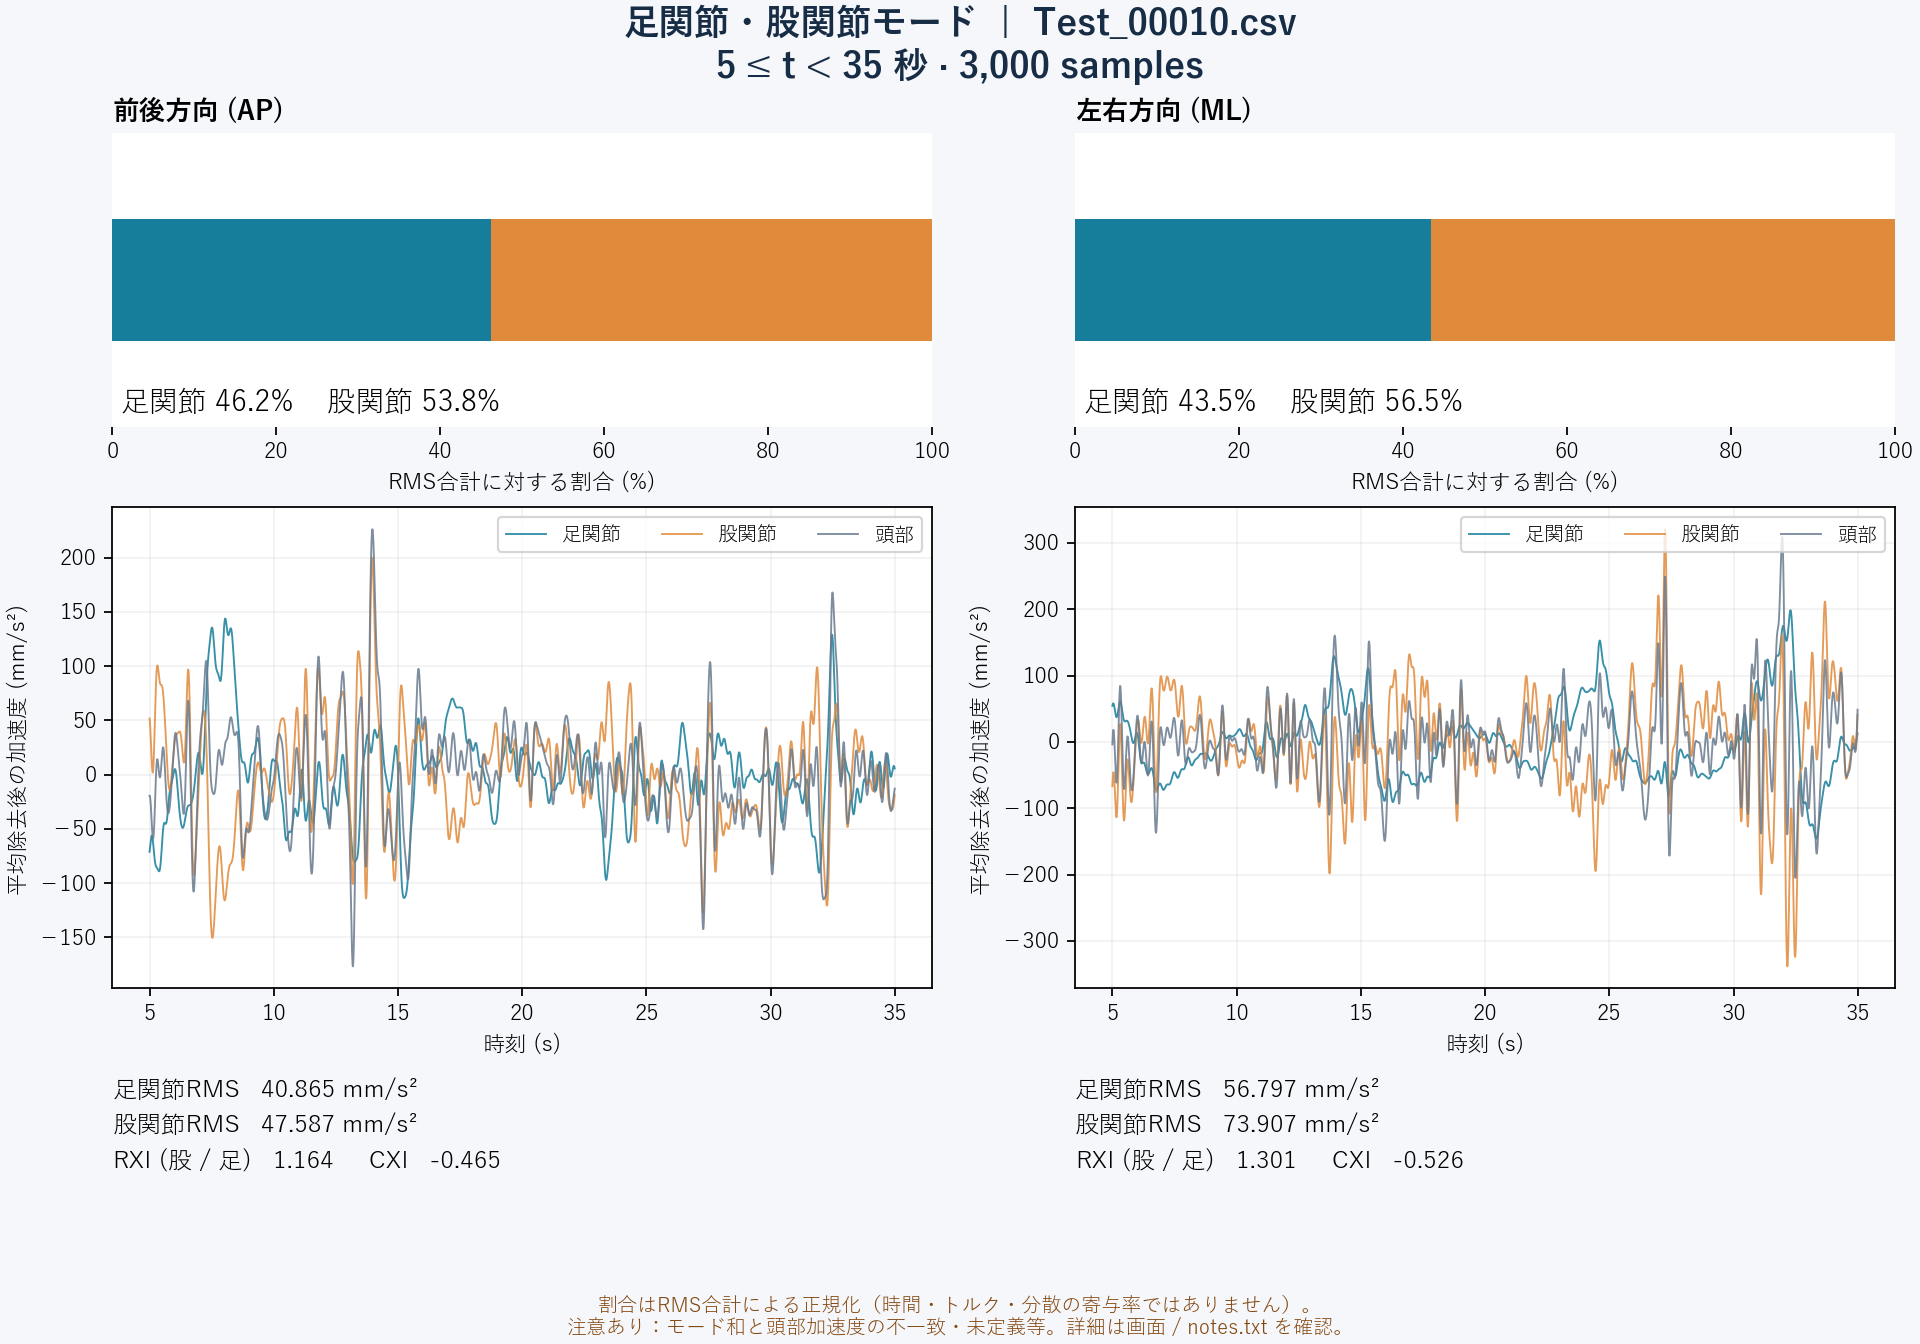 足関節・股関節モード ｜ Test_00010.csv
5 ≤ t < 35 秒 · 3,000 samples
前後方向 (AP)
足関節 46.2% 股関節 53.8%
0 20 40 60 80 100
RMS合計に対する割合 (%)
左右方向 (ML)
足関節 43.5% 股関節 56.5%
0 20 40 60 80 100
RMS合計に対する割合 (%)
足関節 股関節 頭部
平均除去後の加速度 (mm/s²)
200
150
100
50
0
−50
−100
−150
5 10 15 20 25 30 35
時刻 (s)
足関節 股関節 頭部
平均除去後の加速度 (mm/s²)
300
200
100
0
−100
−200
−300
5 10 15 20 25 30 35
時刻 (s)
足関節RMS 40.865 mm/s²
股関節RMS 47.587 mm/s²
RXI (股 / 足) 1.164 CXI -0.465
足関節RMS 56.797 mm/s²
股関節RMS 73.907 mm/s²
RXI (股 / 足) 1.301 CXI -0.526
割合はRMS合計による正規化（時間・トルク・分散の寄与率ではありません）。
注意あり：モード和と頭部加速度の不一致・未定義等。詳細は画面 / notes.txt を確認。